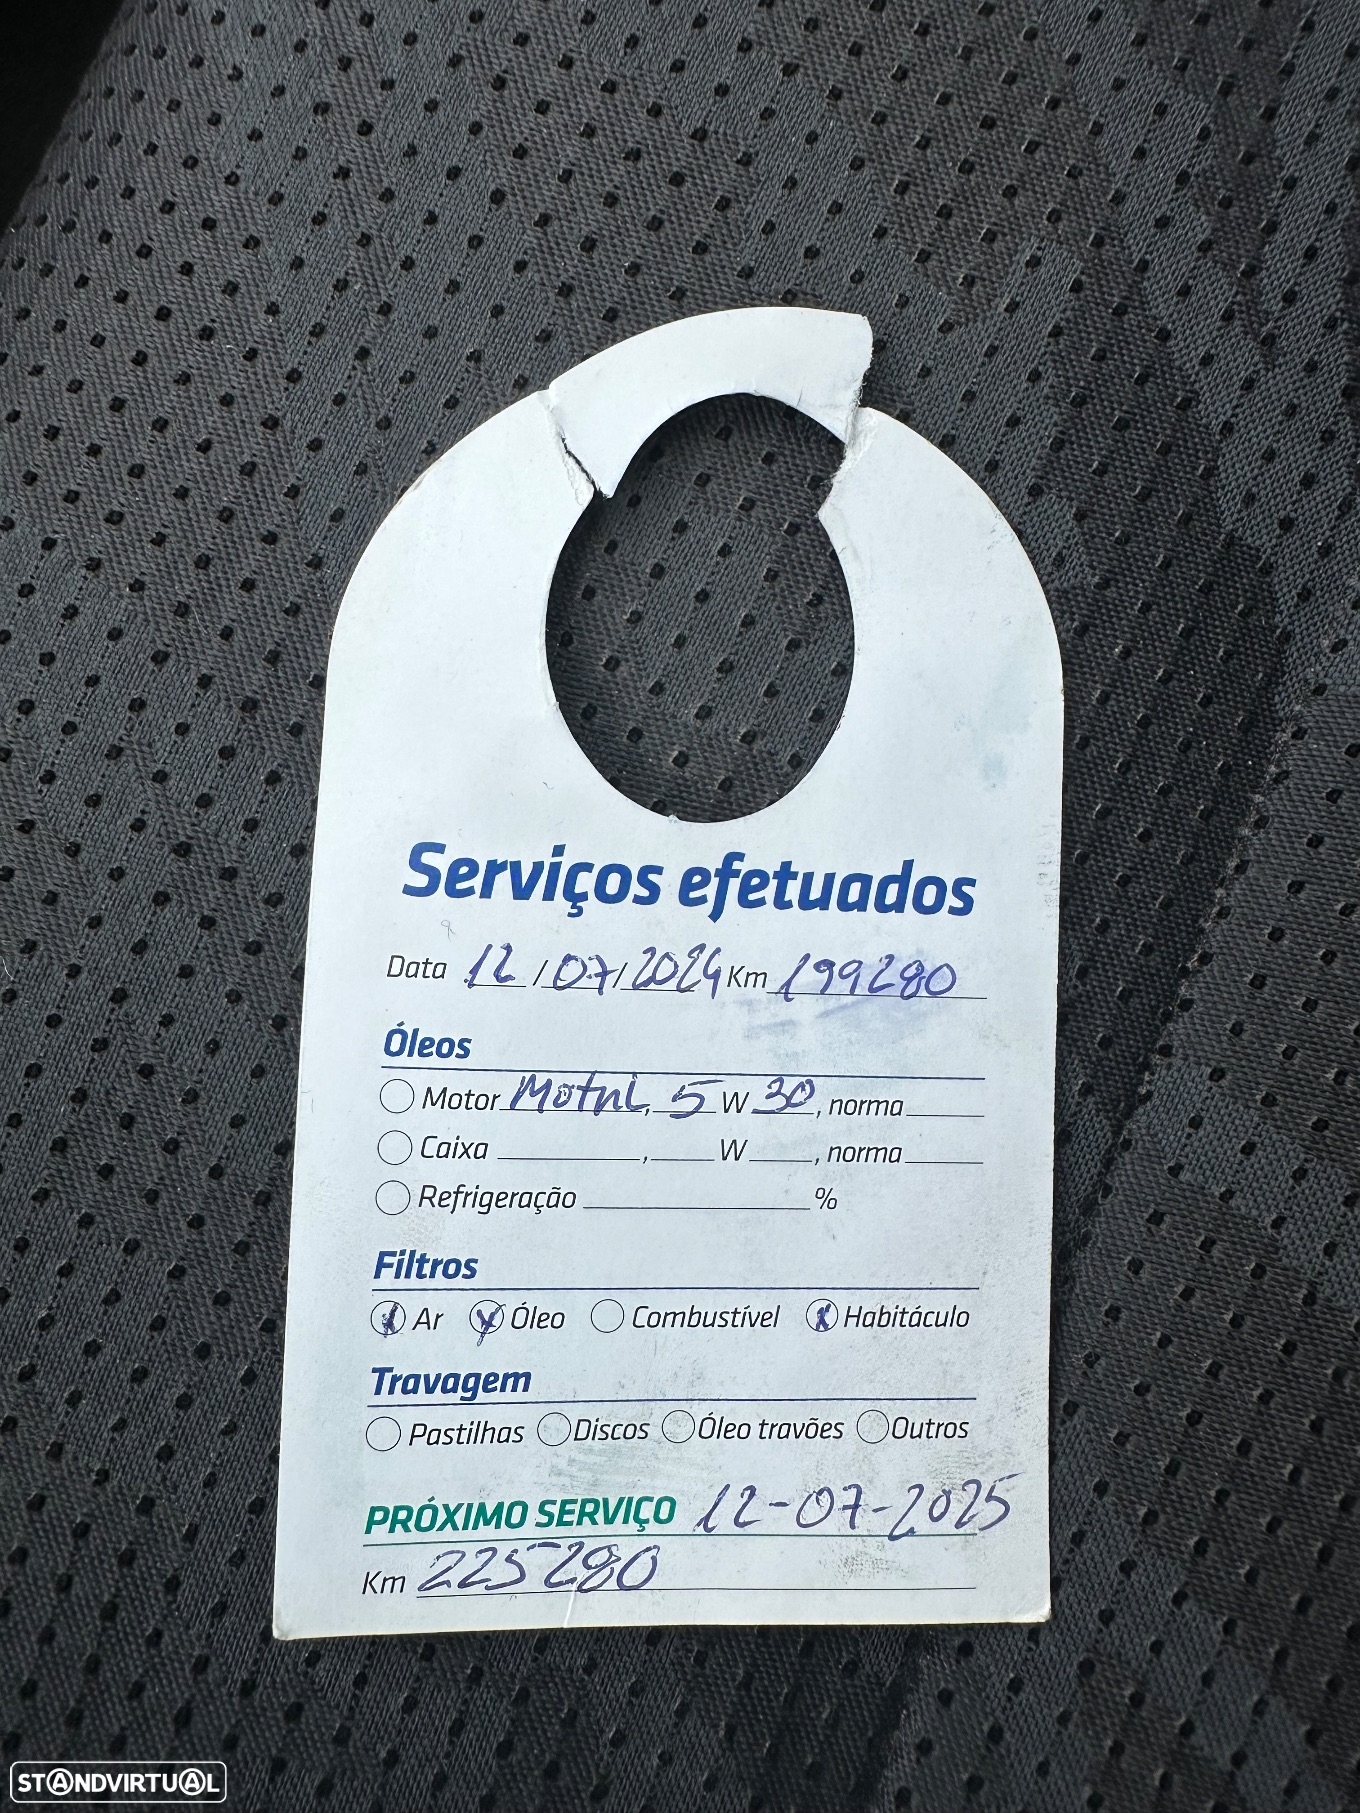 Serviços efetuados
Data 12/07/2024 Km 199280
Óleos
Motor Motul, 5 W 30, norma
Caixa , W , norma
Refrigeração %
Filtros
Ar Óleo Combustível Habitáculo
Travagem
Pastilhas Discos Óleo travões Outros
PRÓXIMO SERVIÇO 12-07-2025
Km 225280
STANDVIRTUAL